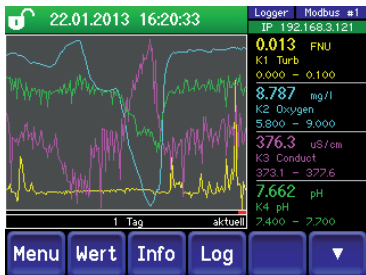 22.01.2013 16:20:33
Logger Modbus #1
IP 192.168.3.121
0.013 FNU
K1 Turb
0.000 - 0.100
8.787 mg/l
K2 Oxygen
5.800 - 9.000
376.3 uS/cm
K3 Conduct
373.1 - 377.6
7.662 pH
K4 pH
7.400 - 7.700
1 Tag aktuell
Menu Wert Info Log